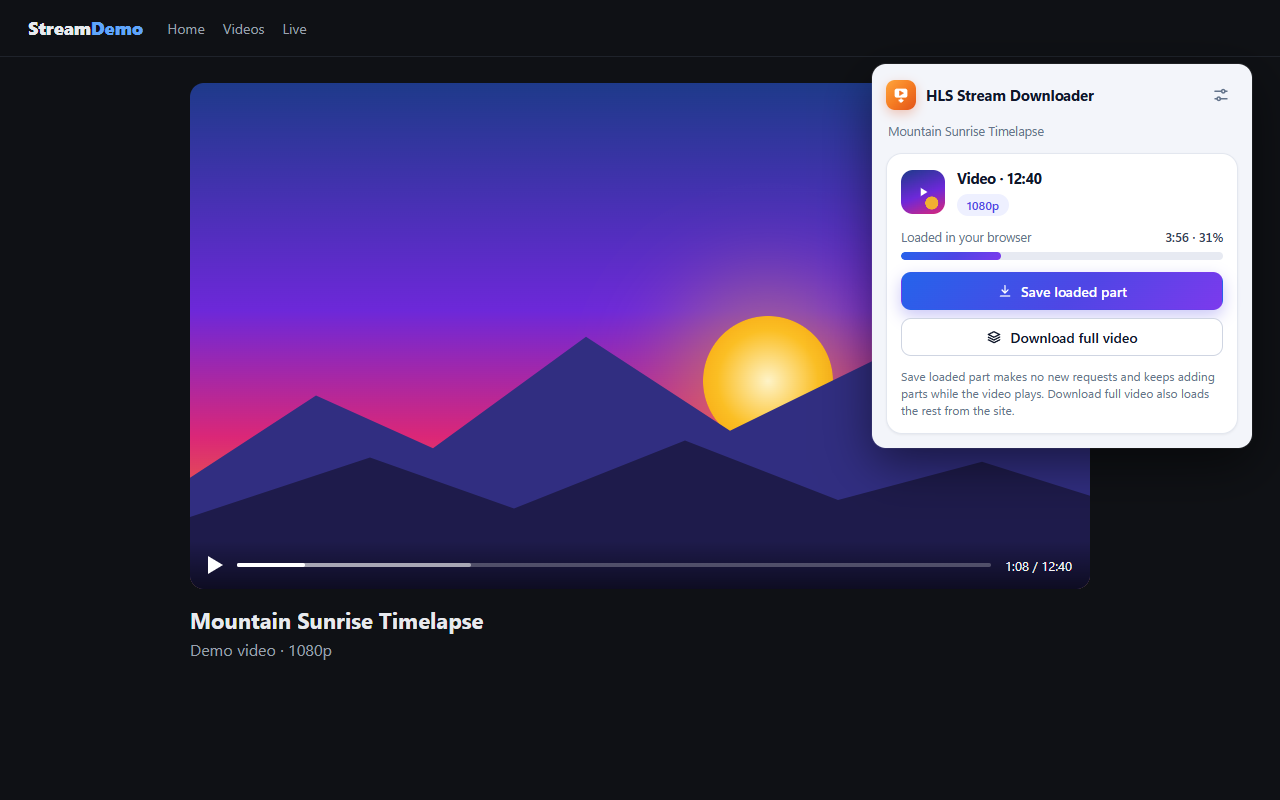 StreamDemo Home Videos Live
HLS Stream Downloader
Mountain Sunrise Timelapse
Video · 12:40
1080p
Loaded in your browser 3:56 · 31%
Save loaded part
Download full video
Save loaded part makes no new requests and keeps adding
parts while the video plays. Download full video also loads
the rest from the site.
1:08 / 12:40
Mountain Sunrise Timelapse
Demo video · 1080p